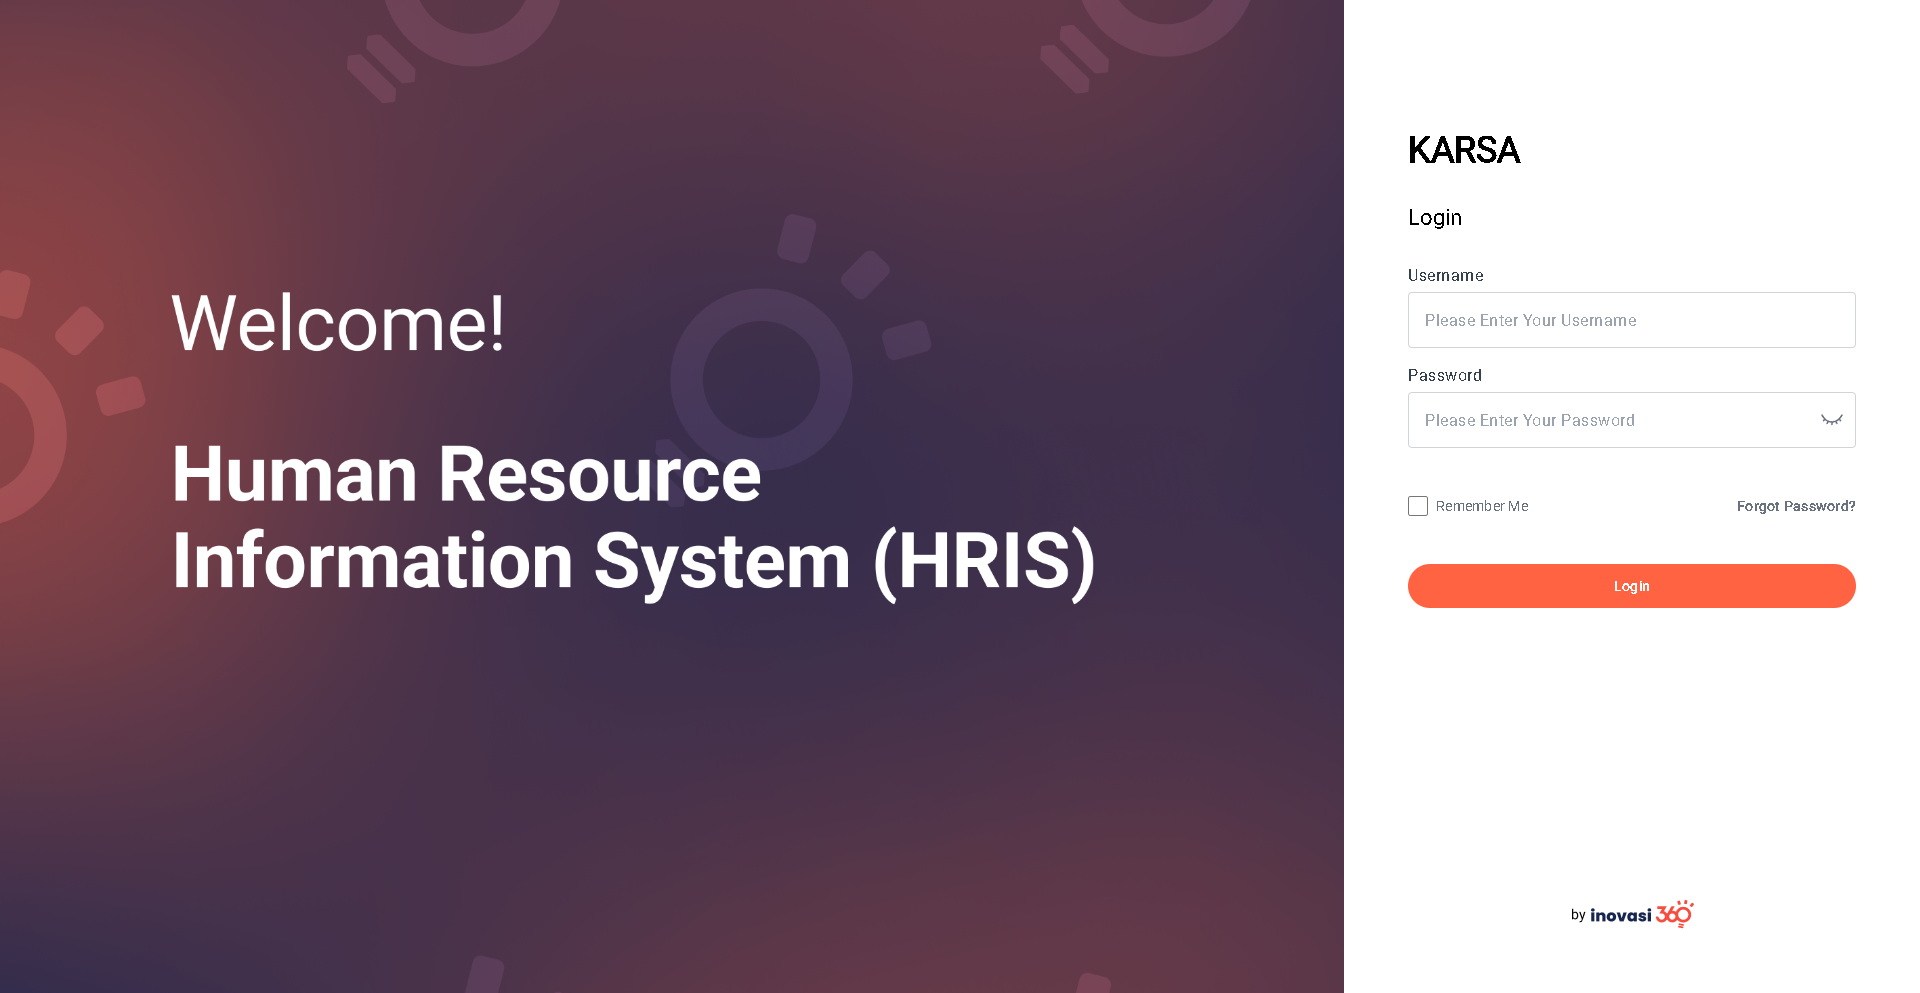 Welcome!
Human Resource
Information System (HRIS)
KARSA
Login
Username
Please Enter Your Username
Password
Please Enter Your Password
Remember Me
Forgot Password?
Login
by inovasi 360